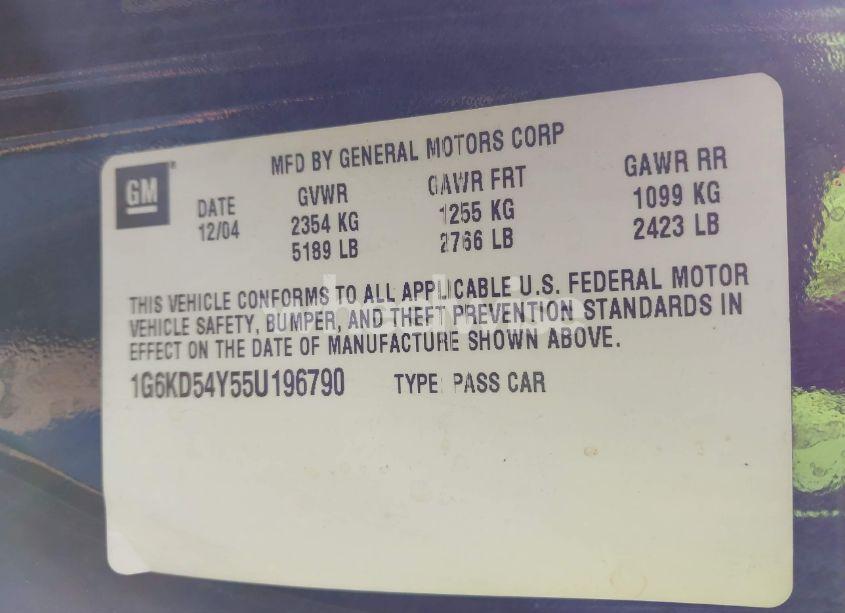 MFD BY GENERAL MOTORS CORP
GM
DATE GVWR GAWR FRT GAWR RR
12/04 2354 KG 1255 KG 1099 KG
5189 LB 2766 LB 2423 LB
THIS VEHICLE CONFORMS TO ALL APPLICABLE U.S. FEDERAL MOTOR
VEHICLE SAFETY, BUMPER, AND THEFT PREVENTION STANDARDS IN
EFFECT ON THE DATE OF MANUFACTURE SHOWN ABOVE.
1G6KD54Y55U196790 TYPE: PASS CAR